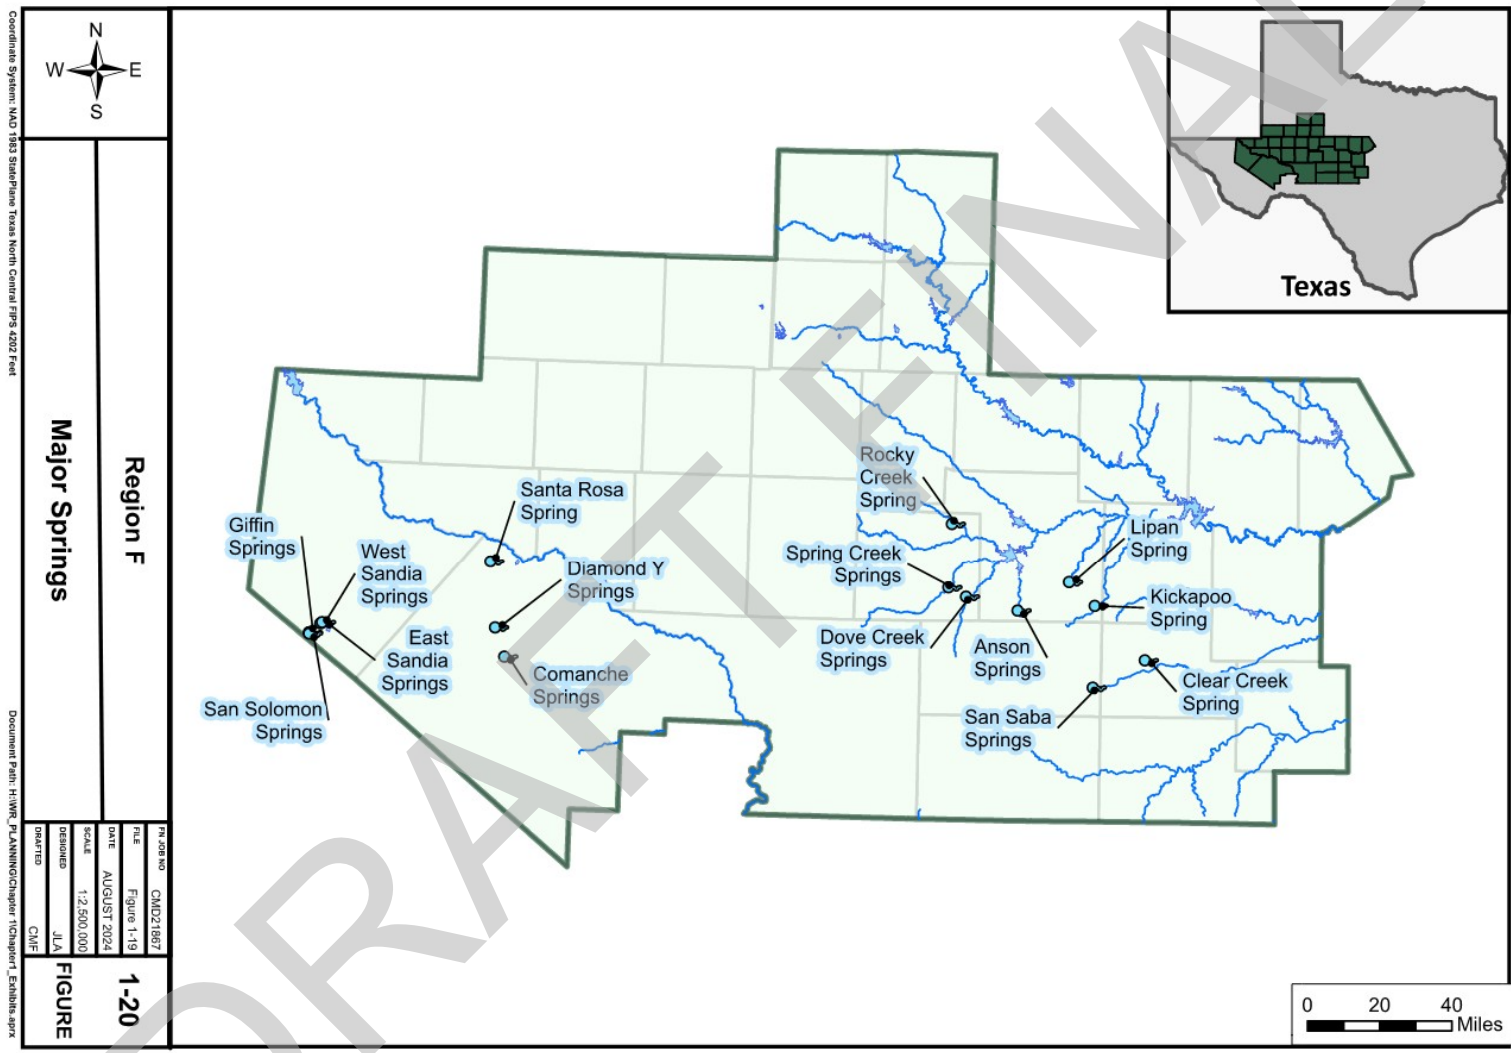 Coordinate System: NAD 1983 StatePlane Texas North Central FIPS 4202 Feet
Document Path: H:\WR_PLANNING\Chapter 1\Chapter1_Exhibits.aprx
N
W
E
S
Region F
Major Springs
FN JOB NO
CMD21867
FILE
Figure 1-19
DATE
AUGUST 2024
SCALE
1:2,500,000
DESIGNED
JLA
DRAFTED
CMF
FIGURE
1-20
Texas
Rocky
Creek
Spring
Santa Rosa
Spring
Giffin
Springs
West
Sandia
Springs
Diamond Y
Springs
Spring Creek
Springs
Lipan
Spring
Kickapoo
Spring
East
Sandia
Springs
Dove Creek
Springs
Anson
Springs
Comanche
Springs
Clear Creek
Spring
San Solomon
Springs
San Saba
Springs
0 20 40
Miles
DRAFT FINAL